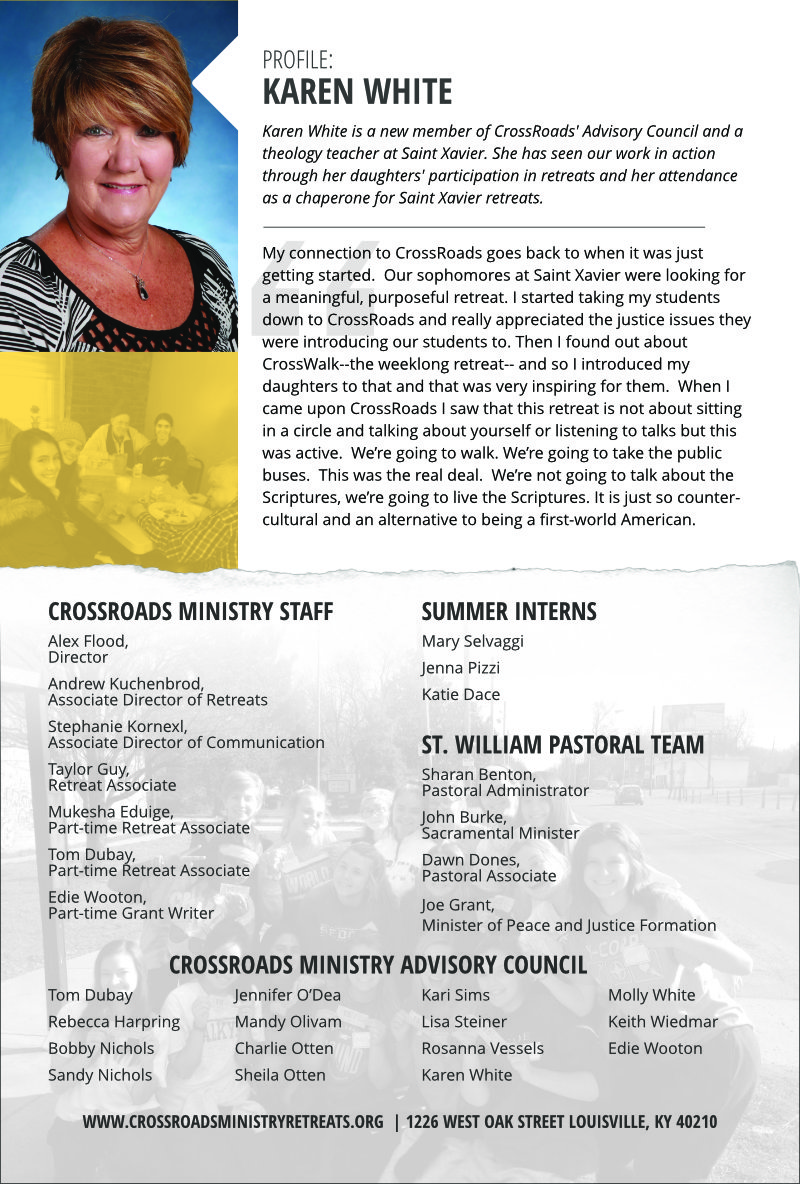 PROFILE:
KAREN WHITE
Karen White is a new member of CrossRoads' Advisory Council and a
theology teacher at Saint Xavier. She has seen our work in action
through her daughters' participation in retreats and her attendance
as a chaperone for Saint Xavier retreats.
My connection to CrossRoads goes back to when it was just
getting started.  Our sophomores at Saint Xavier were looking for
a meaningful, purposeful retreat. I started taking my students
down to CrossRoads and really appreciated the justice issues they
were introducing our students to. Then I found out about
CrossWalk--the weeklong retreat-- and so I introduced my
daughters to that and that was very inspiring for them.  When I
came upon CrossRoads I saw that this retreat is not about sitting
in a circle and talking about yourself or listening to talks but this
was active.  We’re going to walk. We’re going to take the public
buses.  This was the real deal.  We’re not going to talk about the
Scriptures, we’re going to live the Scriptures. It is just so counter-
cultural and an alternative to being a first-world American.
CROSSROADS MINISTRY STAFF
Alex Flood,
Director
Andrew Kuchenbrod,
Associate Director of Retreats
Stephanie Kornexl,
Associate Director of Communication
Taylor Guy,
Retreat Associate
Mukesha Eduige,
Part-time Retreat Associate
Tom Dubay,
Part-time Retreat Associate
Edie Wooton,
Part-time Grant Writer
SUMMER INTERNS
Mary Selvaggi
Jenna Pizzi
Katie Dace
ST. WILLIAM PASTORAL TEAM
Sharan Benton,
Pastoral Administrator
John Burke,
Sacramental Minister
Dawn Dones,
Pastoral Associate
Joe Grant,
Minister of Peace and Justice Formation
CROSSROADS MINISTRY ADVISORY COUNCIL
Tom Dubay
Rebecca Harpring
Bobby Nichols
Sandy Nichols
Jennifer O’Dea
Mandy Olivam
Charlie Otten
Sheila Otten
Kari Sims
Lisa Steiner
Rosanna Vessels
Karen White
Molly White
Keith Wiedmar
Edie Wooton
WWW.CROSSROADSMINISTRYRETREATS.ORG | 1226 WEST OAK STREET LOUISVILLE, KY 40210